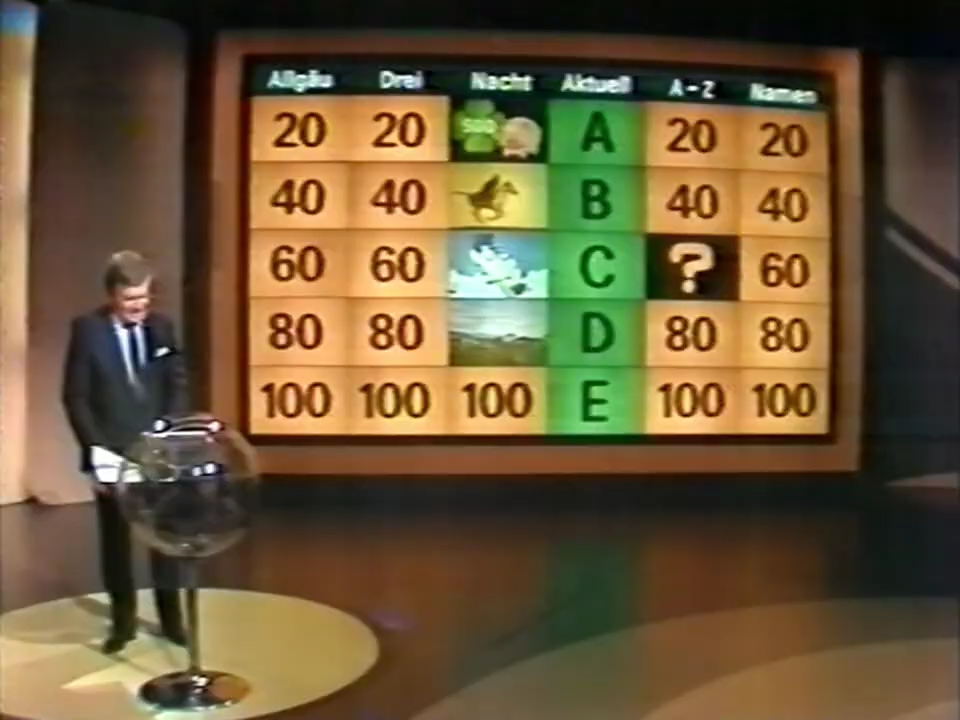 Allgäu Drei Nacht Aktuell A-Z Namen
20 20 500 A 20 20
40 40 B 40 40
60 60 C ? 60
80 80 D 80 80
100 100 100 E 100 100